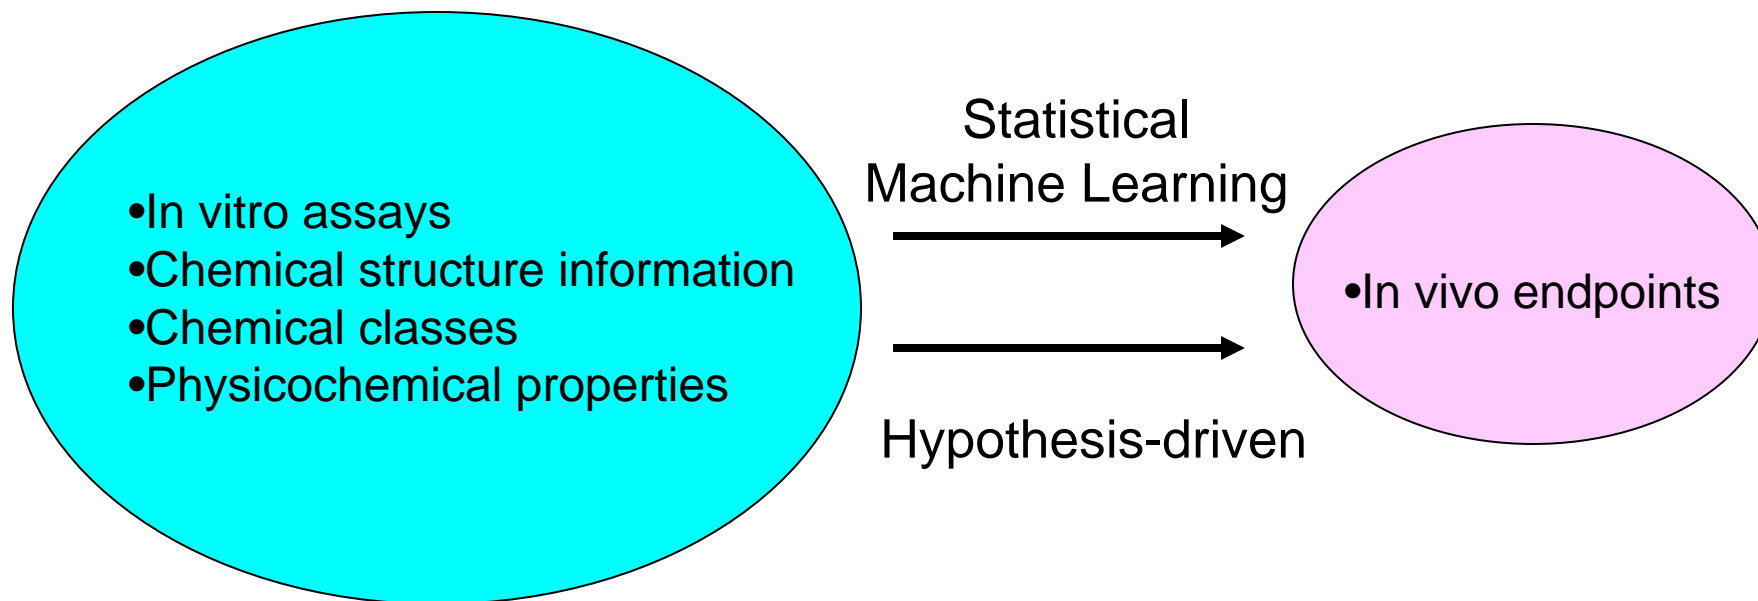 •In vitro assays
•Chemical structure information
•Chemical classes
•Physicochemical properties
Statistical
Machine Learning
Hypothesis-driven
•In vivo endpoints